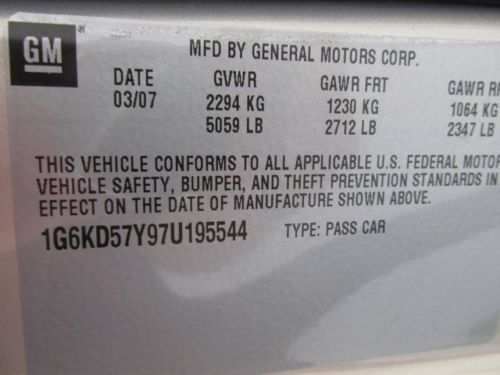 GM
MFD BY GENERAL MOTORS CORP.
DATE GVWR GAWR FRT GAWR
03/07 2294 KG 1230 KG 1064 KG
5059 LB 2712 LB 2347 LB
THIS VEHICLE CONFORMS TO ALL APPLICABLE U.S. FEDERAL MOTOR
VEHICLE SAFETY, BUMPER, AND THEFT PREVENTION STANDARDS IN
EFFECT ON THE DATE OF MANUFACTURE SHOWN ABOVE.
1G6KD57Y97U195544 TYPE: PASS CAR